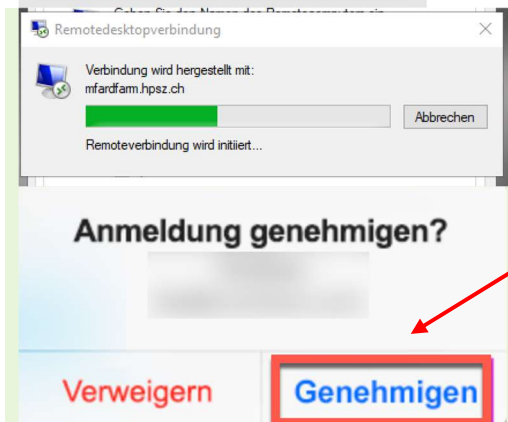 Remotedesktopverbindung
Verbindung wird hergestellt mit:
mfardfarm.hpsz.ch
Abbrechen
Remoteverbindung wird initiiert...
Anmeldung genehmigen?
Verweigern
Genehmigen